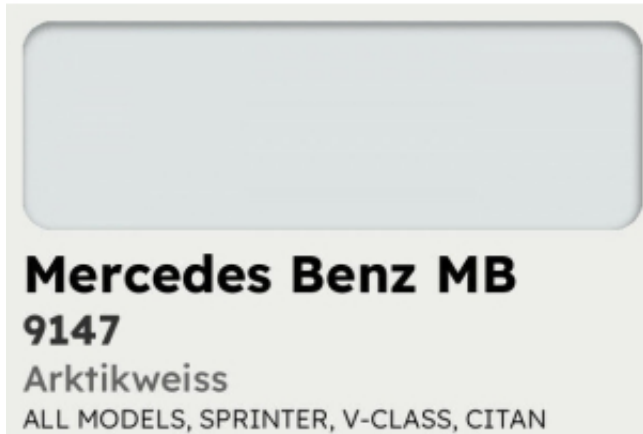 Mercedes Benz MB
9147
Arktikweiss
ALL MODELS, SPRINTER, V-CLASS, CITAN